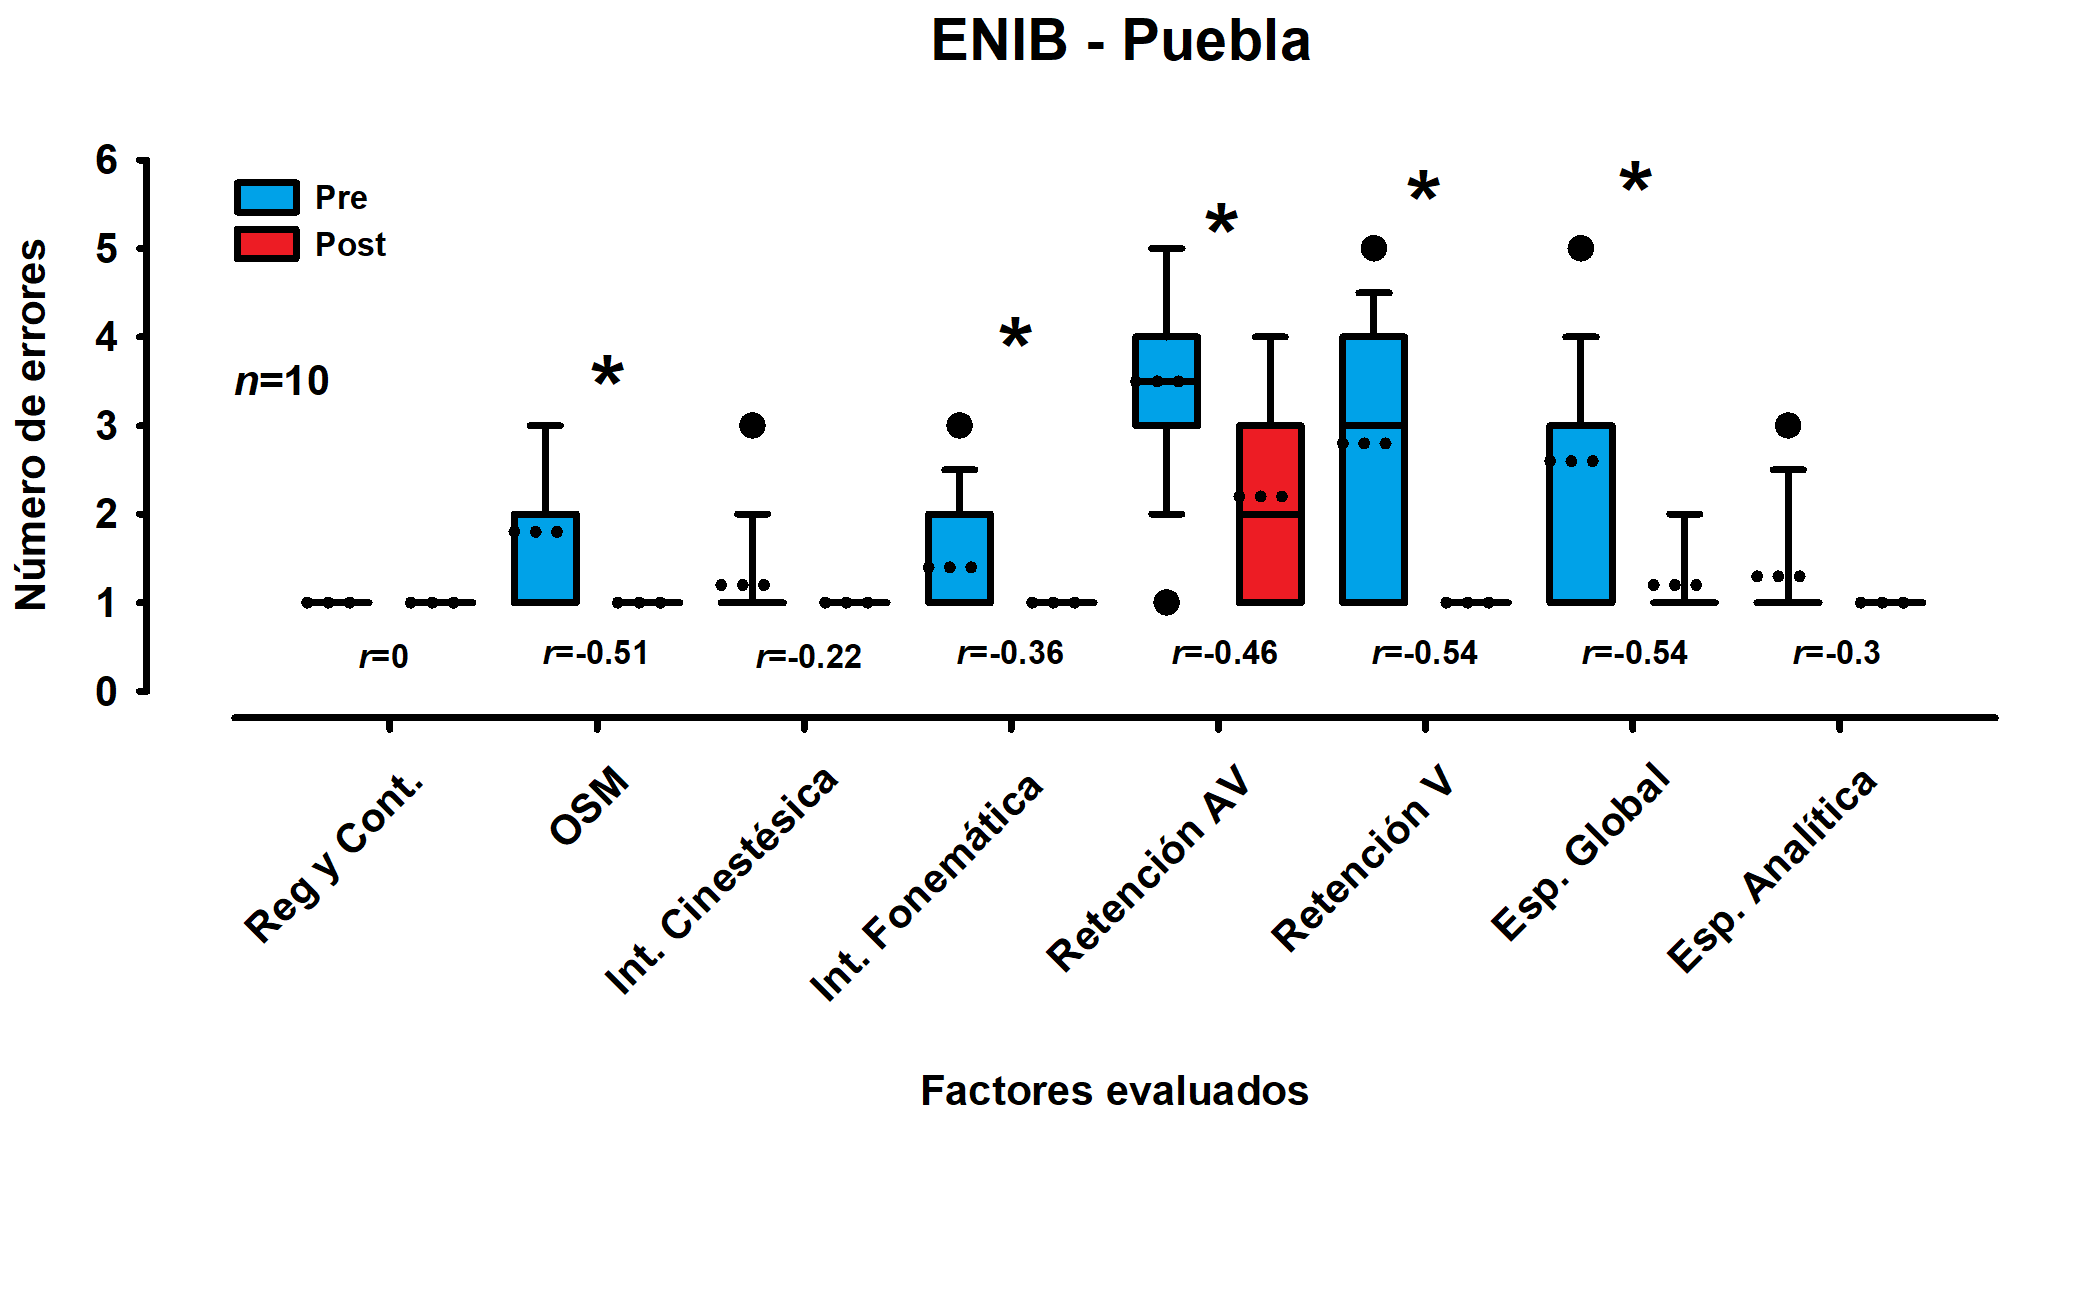 ENIB - Puebla
Número de errores
6
5
4
3
2
1
0
Pre
Post
n=10
*
*
*
*
*
r=0
r=-0.51
r=-0.22
r=-0.36
r=-0.46
r=-0.54
r=-0.54
r=-0.3
Reg y Cont.
OSM
Int. Cinestésica
Int. Fonemática
Retención AV
Retención V
Esp. Global
Esp. Analítica
Factores evaluados